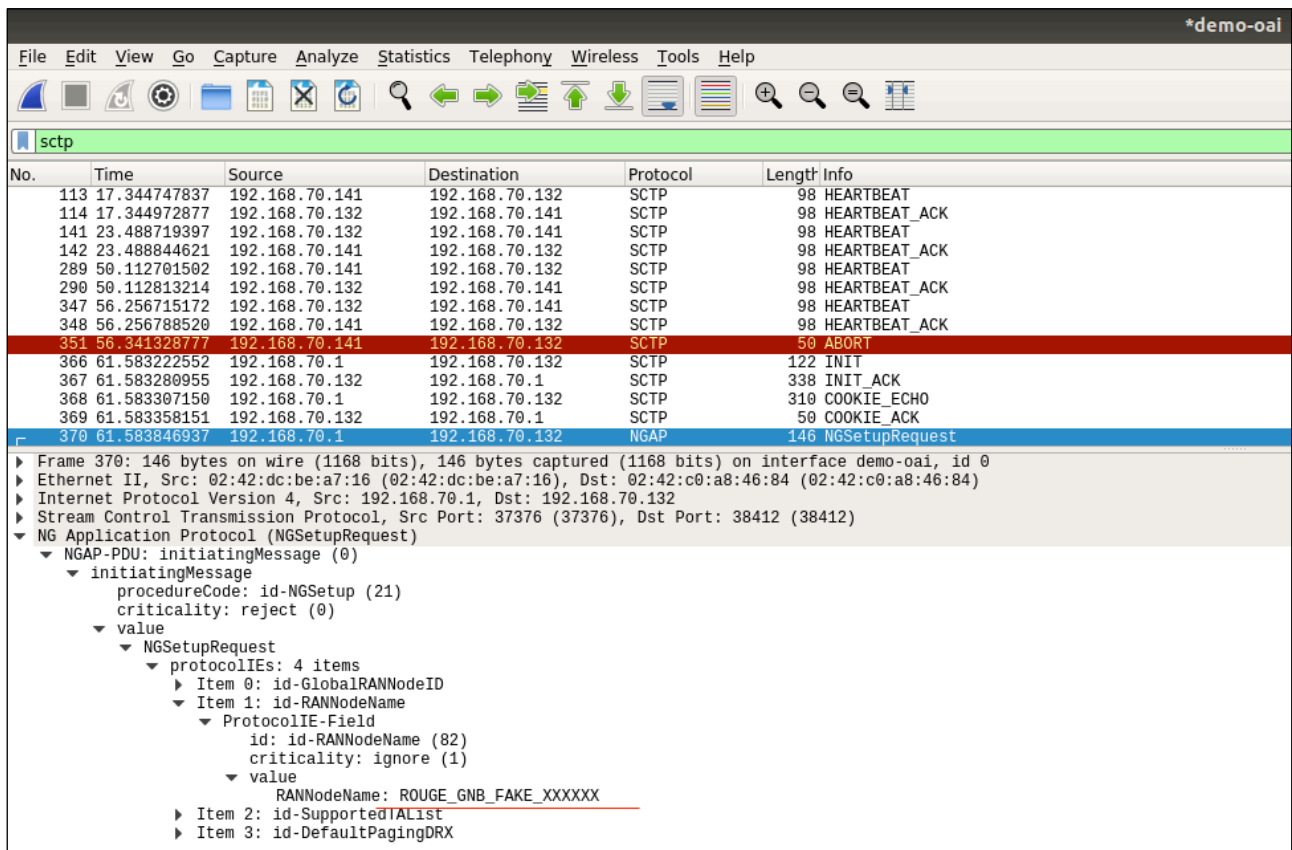 *demo-oai
File Edit View Go Capture Analyze Statistics Telephony Wireless Tools Help
sctp
No. Time Source Destination Protocol Length Info
113 17.344747837 192.168.70.141 192.168.70.132 SCTP 98 HEARTBEAT
114 17.344972877 192.168.70.132 192.168.70.141 SCTP 98 HEARTBEAT_ACK
141 23.488719397 192.168.70.132 192.168.70.141 SCTP 98 HEARTBEAT
142 23.488844621 192.168.70.141 192.168.70.132 SCTP 98 HEARTBEAT_ACK
289 50.112701502 192.168.70.141 192.168.70.132 SCTP 98 HEARTBEAT
290 50.112813214 192.168.70.132 192.168.70.141 SCTP 98 HEARTBEAT_ACK
347 56.256715172 192.168.70.132 192.168.70.141 SCTP 98 HEARTBEAT
348 56.256788520 192.168.70.141 192.168.70.132 SCTP 98 HEARTBEAT_ACK
351 56.341328777 192.168.70.141 192.168.70.132 SCTP 50 ABORT
366 61.583222552 192.168.70.1 192.168.70.132 SCTP 122 INIT
367 61.583280955 192.168.70.132 192.168.70.1 SCTP 338 INIT_ACK
368 61.583307150 192.168.70.1 192.168.70.132 SCTP 310 COOKIE_ECHO
369 61.583358151 192.168.70.132 192.168.70.1 SCTP 50 COOKIE_ACK
370 61.583846937 192.168.70.1 192.168.70.132 NGAP 146 NGSetupRequest
Frame 370: 146 bytes on wire (1168 bits), 146 bytes captured (1168 bits) on interface demo-oai, id 0
Ethernet II, Src: 02:42:dc:be:a7:16 (02:42:dc:be:a7:16), Dst: 02:42:c0:a8:46:84 (02:42:c0:a8:46:84)
Internet Protocol Version 4, Src: 192.168.70.1, Dst: 192.168.70.132
Stream Control Transmission Protocol, Src Port: 37376 (37376), Dst Port: 38412 (38412)
NG Application Protocol (NGSetupRequest)
NGAP-PDU: initiatingMessage (0)
initiatingMessage
procedureCode: id-NGSetup (21)
criticality: reject (0)
value
NGSetupRequest
protocolIEs: 4 items
Item 0: id-GlobalRANNodeID
Item 1: id-RANNodeName
ProtocolIE-Field
id: id-RANNodeName (82)
criticality: ignore (1)
value
RANNodeName: ROUGE_GNB_FAKE_XXXXXX
Item 2: id-SupportedTAList
Item 3: id-DefaultPagingDRX